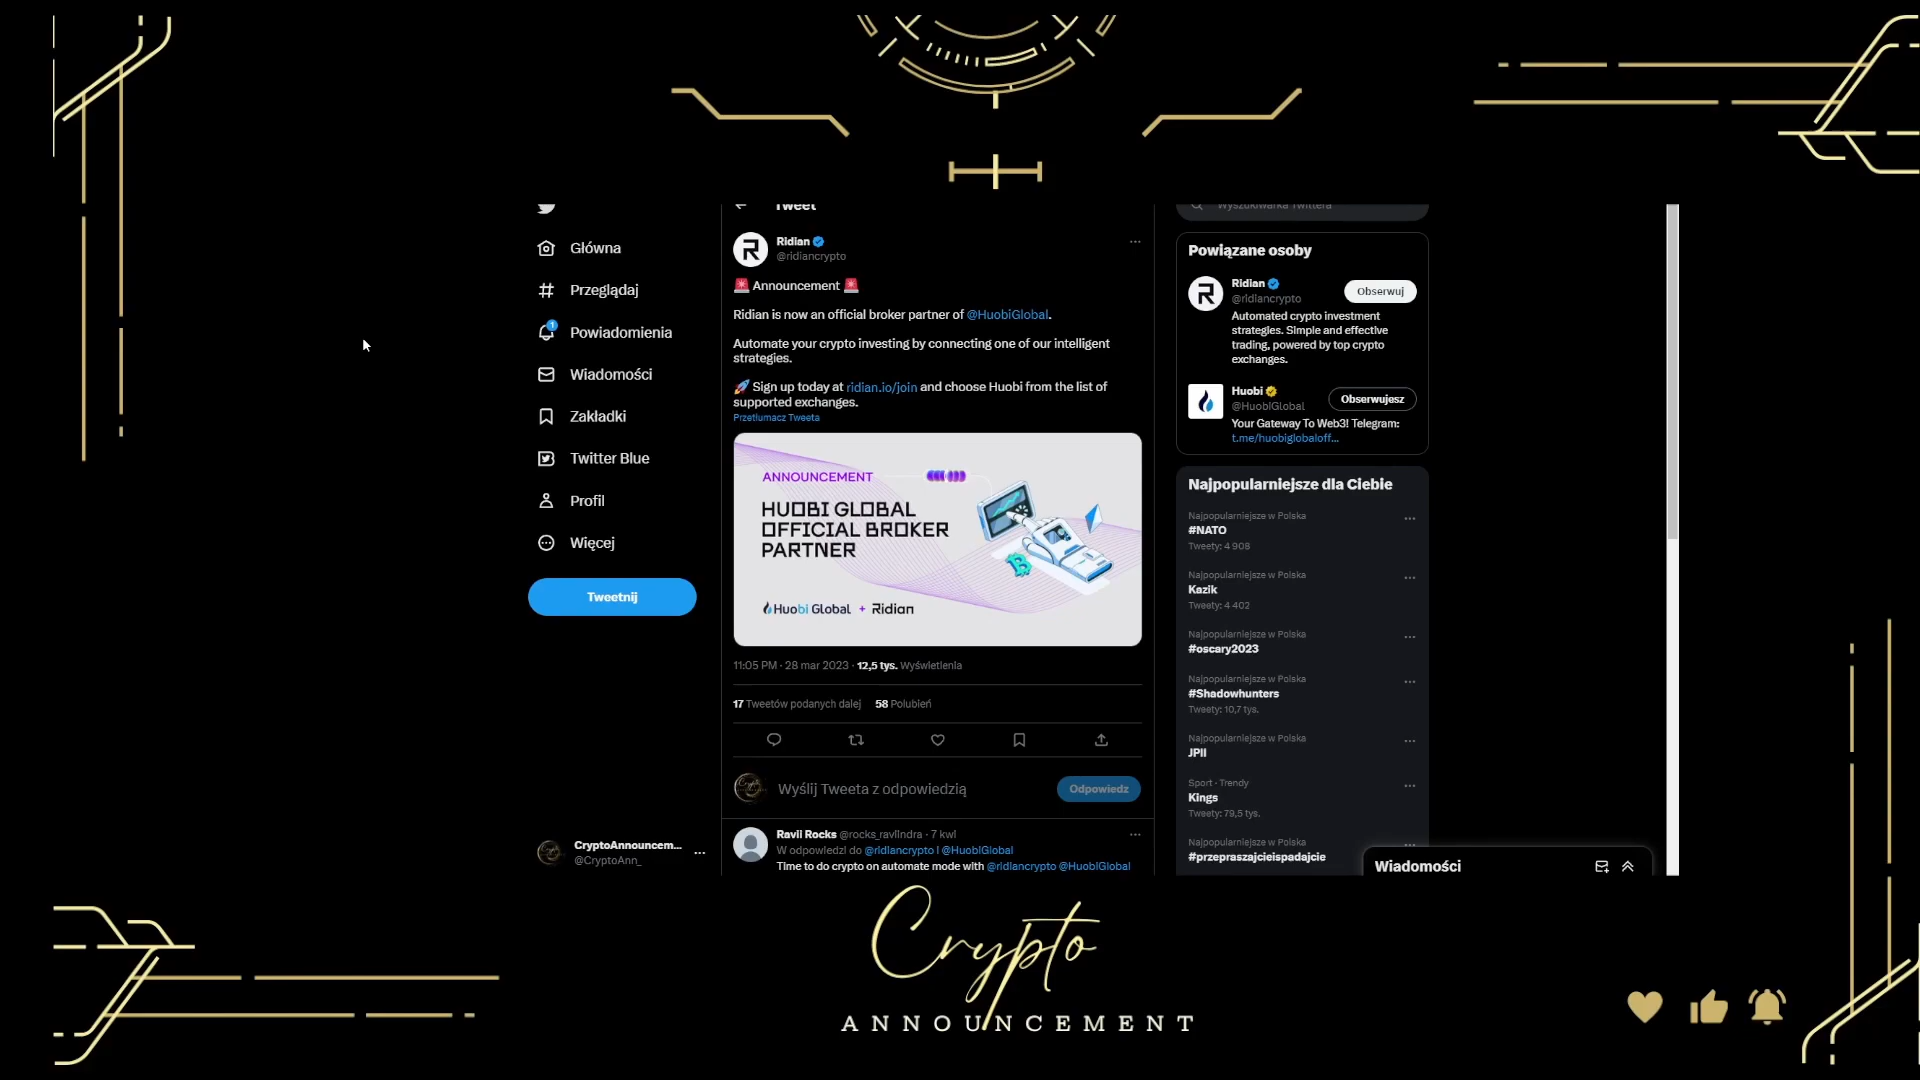 Tweet
Wyszukiwarka Twittera
Główna
Przeglądaj
1
Powiadomienia
Wiadomości
Zakładki
Twitter Blue
Profil
Więcej
Tweetnij
CryptoAnnouncem...
@CryptoAnn_
Ridian
@ridiancrypto
🚨 Announcement 🚨
Ridian is now an official broker partner of @HuobiGlobal.
Automate your crypto investing by connecting one of our intelligent
strategies.
🚀 Sign up today at ridian.io/join and choose Huobi from the list of
supported exchanges.
Przetłumacz Tweeta
ANNOUNCEMENT
HUOBI GLOBAL
OFFICIAL BROKER
PARTNER
Huobi Global + Ridian
11:05 PM · 28 mar 2023 · 12,5 tys. Wyświetlenia
17 Tweetów podanych dalej 58 Polubień
Wyślij Tweeta z odpowiedzią
Odpowiedz
Ravii Rocks @rocks_raviindra · 7 kwi
W odpowiedzi do @ridiancrypto i @HuobiGlobal
Time to do crypto on automate mode with @ridiancrypto @HuobiGlobal
Powiązane osoby
Ridian
@ridiancrypto
Obserwuj
Automated crypto investment
strategies. Simple and effective
trading, powered by top crypto
exchanges.
Huobi
@HuobiGlobal
Obserwujesz
Your Gateway To Web3! Telegram:
t.me/huobiglobaloff...
Najpopularniejsze dla Ciebie
Najpopularniejsze w Polska
#NATO
Tweety: 4 908
Najpopularniejsze w Polska
Kazik
Tweety: 4 402
Najpopularniejsze w Polska
#oscary2023
Najpopularniejsze w Polska
#Shadowhunters
Tweety: 10,7 tys.
Najpopularniejsze w Polska
JPII
Sport · Trendy
Kings
Tweety: 79,5 tys.
Najpopularniejsze w Polska
#przepraszajcieispadajcie
Wiadomości
Crypto
ANNOUNCEMENT